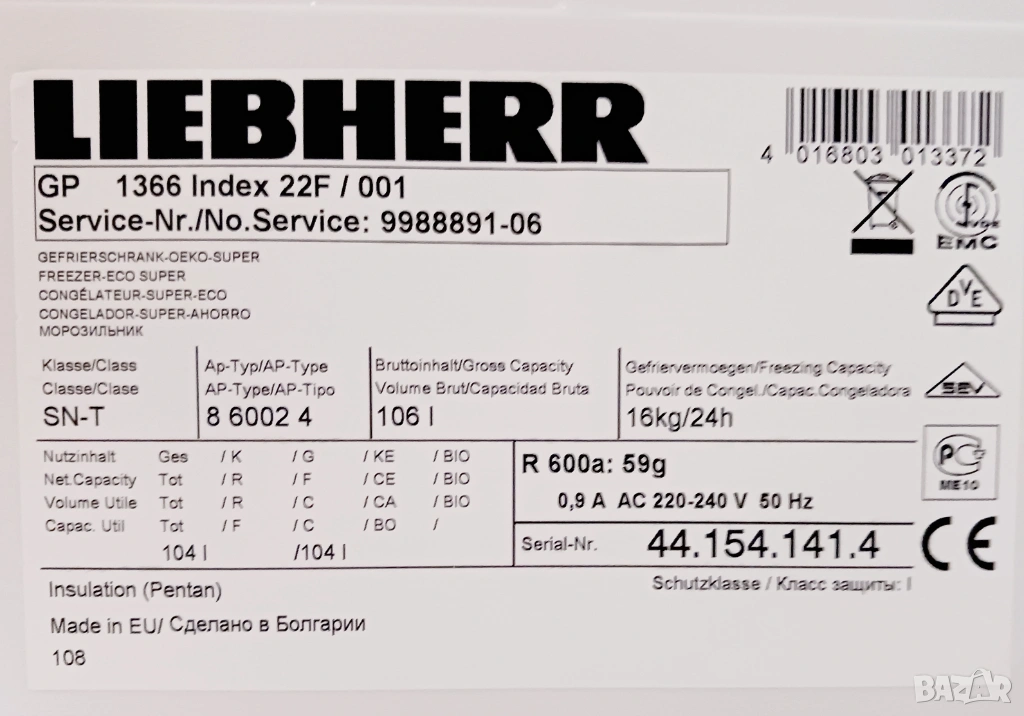 LIEBHERR
4 016803 013372
GP 1366 Index 22F / 001
Service-Nr./No.Service: 9988891-06
VDE
EMC
GEFRIERSCHRANK-OEKO-SUPER
FREEZER-ECO SUPER
CONGÉLATEUR-SUPER-ECO
CONGELADOR-SUPER-AHORRO
МОРОЗИЛЬНИК
DVE
Klasse/Class
Classe/Clase
SN-T
Ap-Typ/AP-Type
AP-Type/AP-Tipo
8 6002 4
Bruttoinhalt/Gross Capacity
Volume Brut/Capacidad Bruta
106 l
Gefriervermoegen/Freezing Capacity
Pouvoir de Congel./Capac.Congeladora
16kg/24h
SEV
Nutzinhalt Ges / K / G / KE / BIO
Net.Capacity Tot / R / F / CE / BIO
Volume Utile Tot / R / C / CA / BIO
Capac. Util Tot / F / C / BO /
104 l /104 l
R 600a: 59g
0,9 A AC 220-240 V 50 Hz
Serial-Nr. 44.154.141.4
PC
ME10
CE
Insulation (Pentan)
Schutzklasse / Класс защиты: I
Made in EU/ Сделано в Болгарии
108
BAZAR